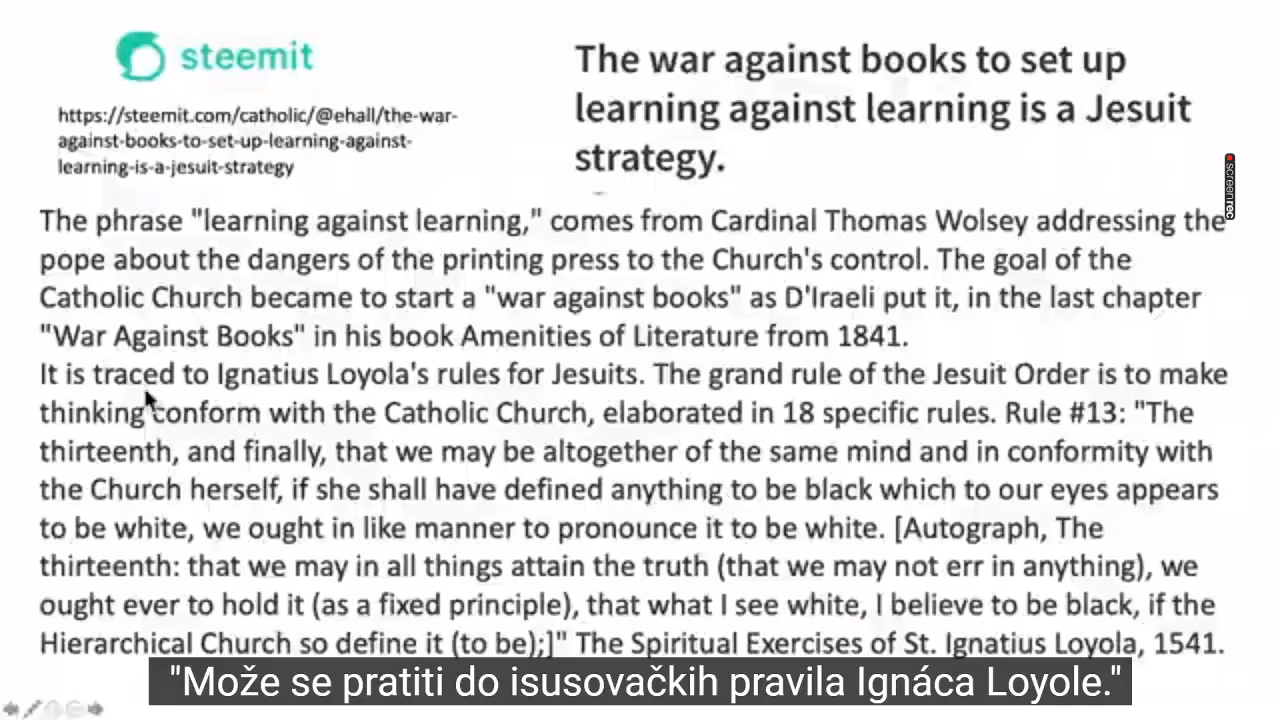 steemit
https://steemit.com/catholic/@ehall/the-war-
against-books-to-set-up-learning-against-
learning-is-a-jesuit-strategy
The war against books to set up
learning against learning is a Jesuit
strategy.
screenrec
The phrase "learning against learning," comes from Cardinal Thomas Wolsey addressing the
pope about the dangers of the printing press to the Church's control. The goal of the
Catholic Church became to start a "war against books" as D'Iraeli put it, in the last chapter
"War Against Books" in his book Amenities of Literature from 1841.
It is traced to Ignatius Loyola's rules for Jesuits. The grand rule of the Jesuit Order is to make
thinking conform with the Catholic Church, elaborated in 18 specific rules. Rule #13: "The
thirteenth, and finally, that we may be altogether of the same mind and in conformity with
the Church herself, if she shall have defined anything to be black which to our eyes appears
to be white, we ought in like manner to pronounce it to be white. [Autograph, The
thirteenth: that we may in all things attain the truth (that we may not err in anything), we
ought ever to hold it (as a fixed principle), that what I see white, I believe to be black, if the
Hierarchical Church so define it (to be);]" The Spiritual Exercises of St. Ignatius Loyola, 1541.
"Može se pratiti do isusovačkih pravila Ignáca Loyole."